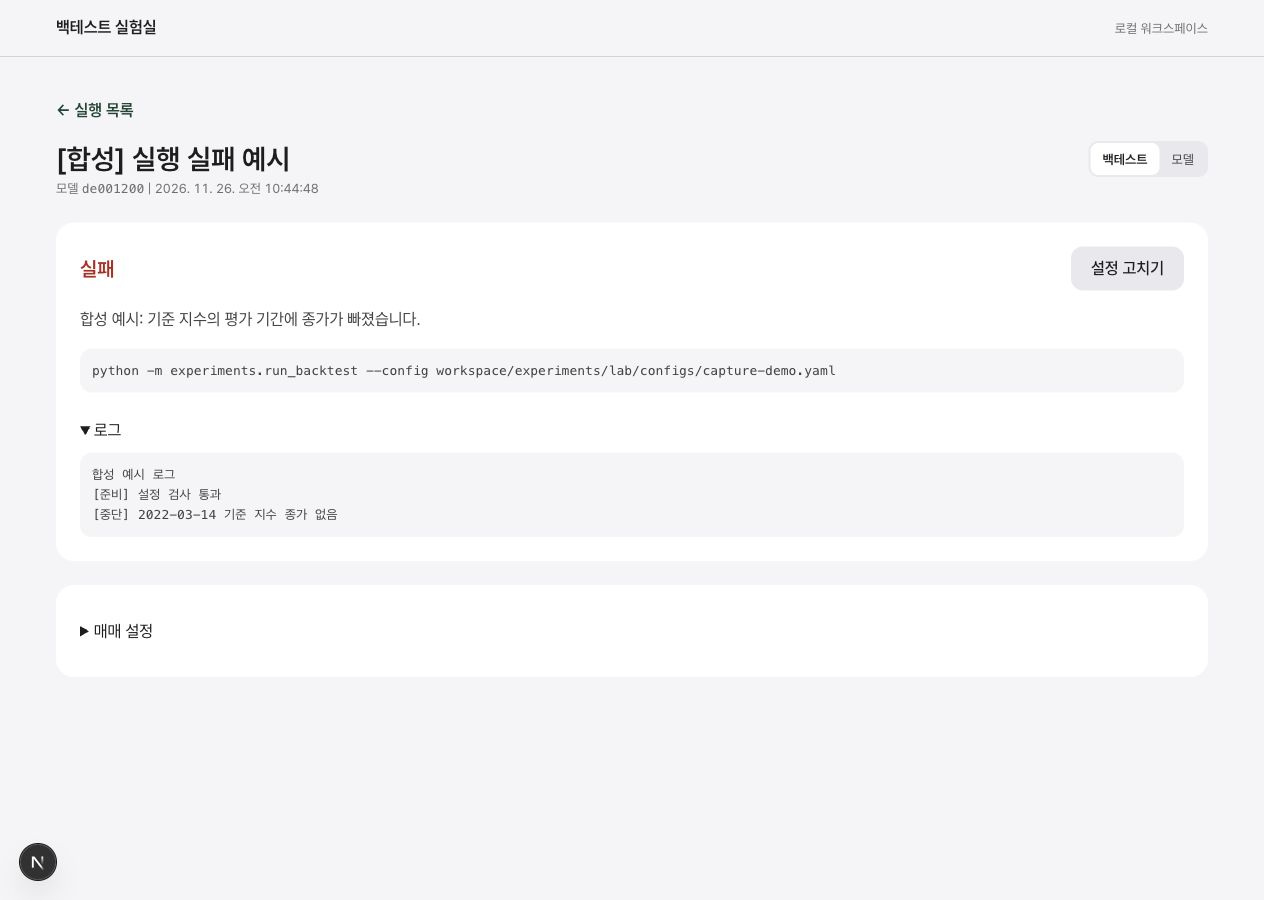 백테스트 실험실
로컬 워크스페이스
← 실행 목록
[합성] 실행 실패 예시
백테스트
모델
모델 de001200 | 2026. 11. 26. 오전 10:44:48
실패
설정 고치기
합성 예시: 기준 지수의 평가 기간에 종가가 빠졌습니다.
python -m experiments.run_backtest --config workspace/experiments/lab/configs/capture-demo.yaml
▼ 로그
합성 예시 로그
[준비] 설정 검사 통과
[중단] 2022-03-14 기준 지수 종가 없음
▶ 매매 설정
N